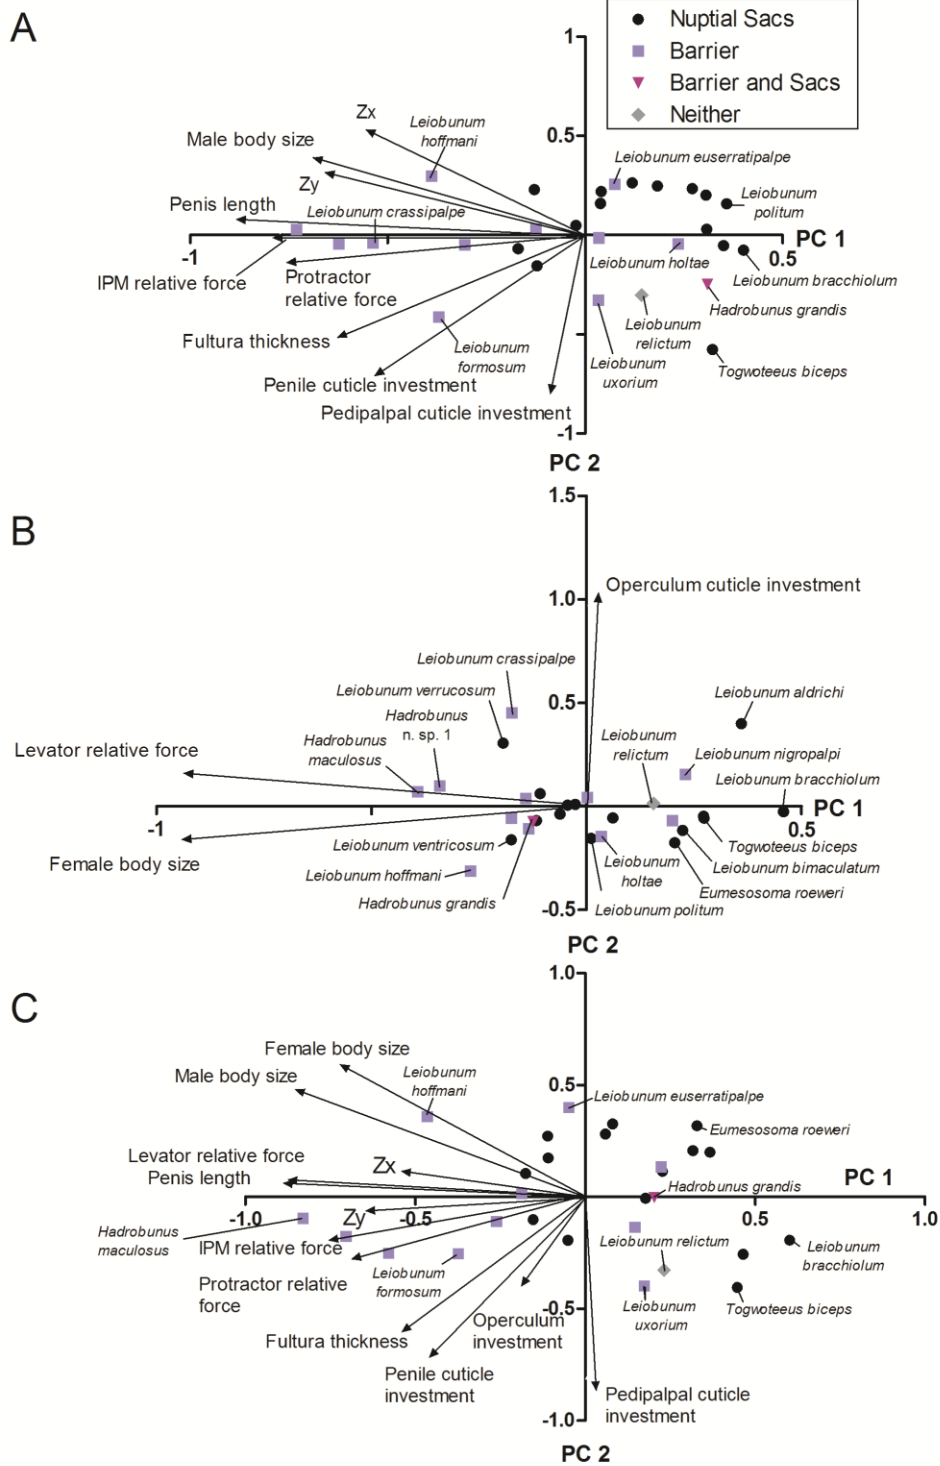 A
Nuptial Sacs
Barrier
Barrier and Sacs
Neither
1
0.5
Zx
Leiobunum
hoffmani
Male body size
Zy
Leiobunum euserratipalpe
Leiobunum
politum
Penis length
Leiobunum crassipalpe
-1
0.5
PC 1
IPM relative force
Protractor
relative force
Leiobunum holtae
Leiobunum bracchiolum
Hadrobunus grandis
Fultura thickness
Leiobunum
formosum
Leiobunum
relictum
Leiobunum
uxorium
Togwoteeus biceps
Penile cuticle investment
Pedipalpal cuticle investment
-1
PC 2
B
1.5
1.0
Operculum cuticle investment
Leiobunum crassipalpe
0.5
Leiobunum verrucosum
Leiobunum aldrichi
Hadrobunus
n. sp. 1
Hadrobunus
maculosus
Leiobunum
relictum
Leiobunum nigropalpi
Levator relative force
Leiobunum bracchiolum
-1
0.5
PC 1
Female body size
Leiobunum ventricosum
Togwoteeus biceps
Leiobunum hoffmani
Leiobunum
holtae
Leiobunum bimaculatum
Hadrobunus grandis
Eumesosoma roeweri
-0.5
Leiobunum politum
PC 2
C
1.0
Female body size
Leiobunum
hoffmani
Male body size
0.5
Leiobunum euserratipalpe
Eumesosoma roeweri
Levator relative force
Zx
Penis length
Hadrobunus grandis
PC 1
-1.0
-0.5
0.5
1.0
Zy
Hadrobunus
maculosus
IPM relative force
Leiobunum relictum
Leiobunum
bracchiolum
Protractor relative
force
Leiobunum
formosum
-0.5
Leiobunum
uxorium
Togwoteeus biceps
Operculum
investment
Fultura thickness
Penile cuticle
investment
Pedipalpal cuticle
investment
-1.0
PC 2